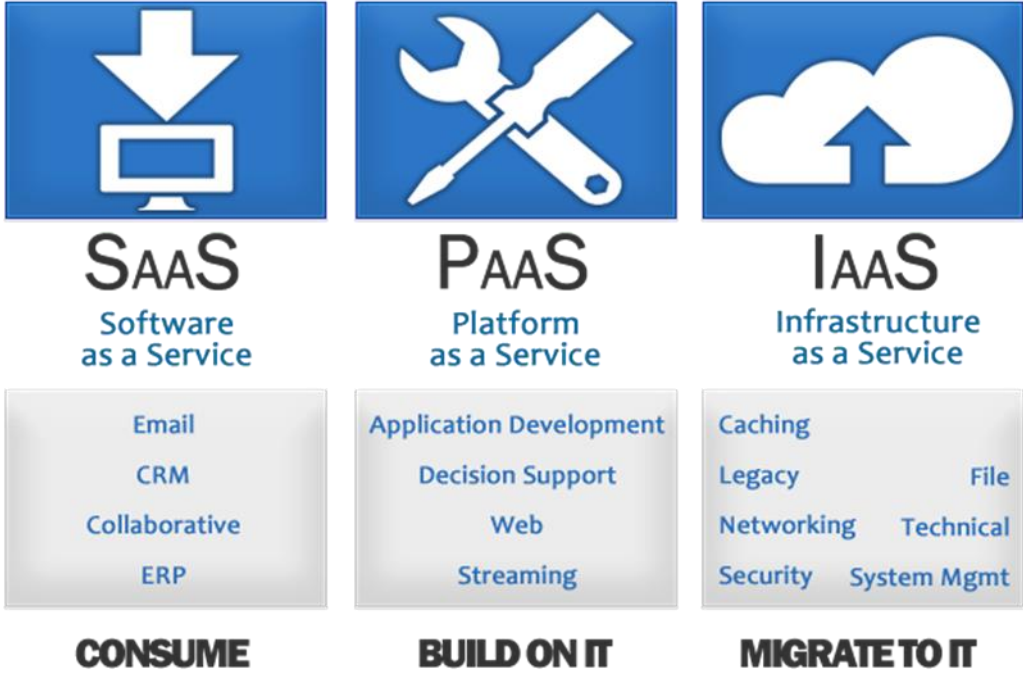 SAAS
Software
as a Service
Email
CRM
Collaborative
ERP
CONSUME
PAAS
Platform
as a Service
Application Development
Decision Support
Web
Streaming
BUILD ON IT
IAAS
Infrastructure
as a Service
Caching
Legacy File
Networking Technical
Security System Mgmt
MIGRATE TO IT